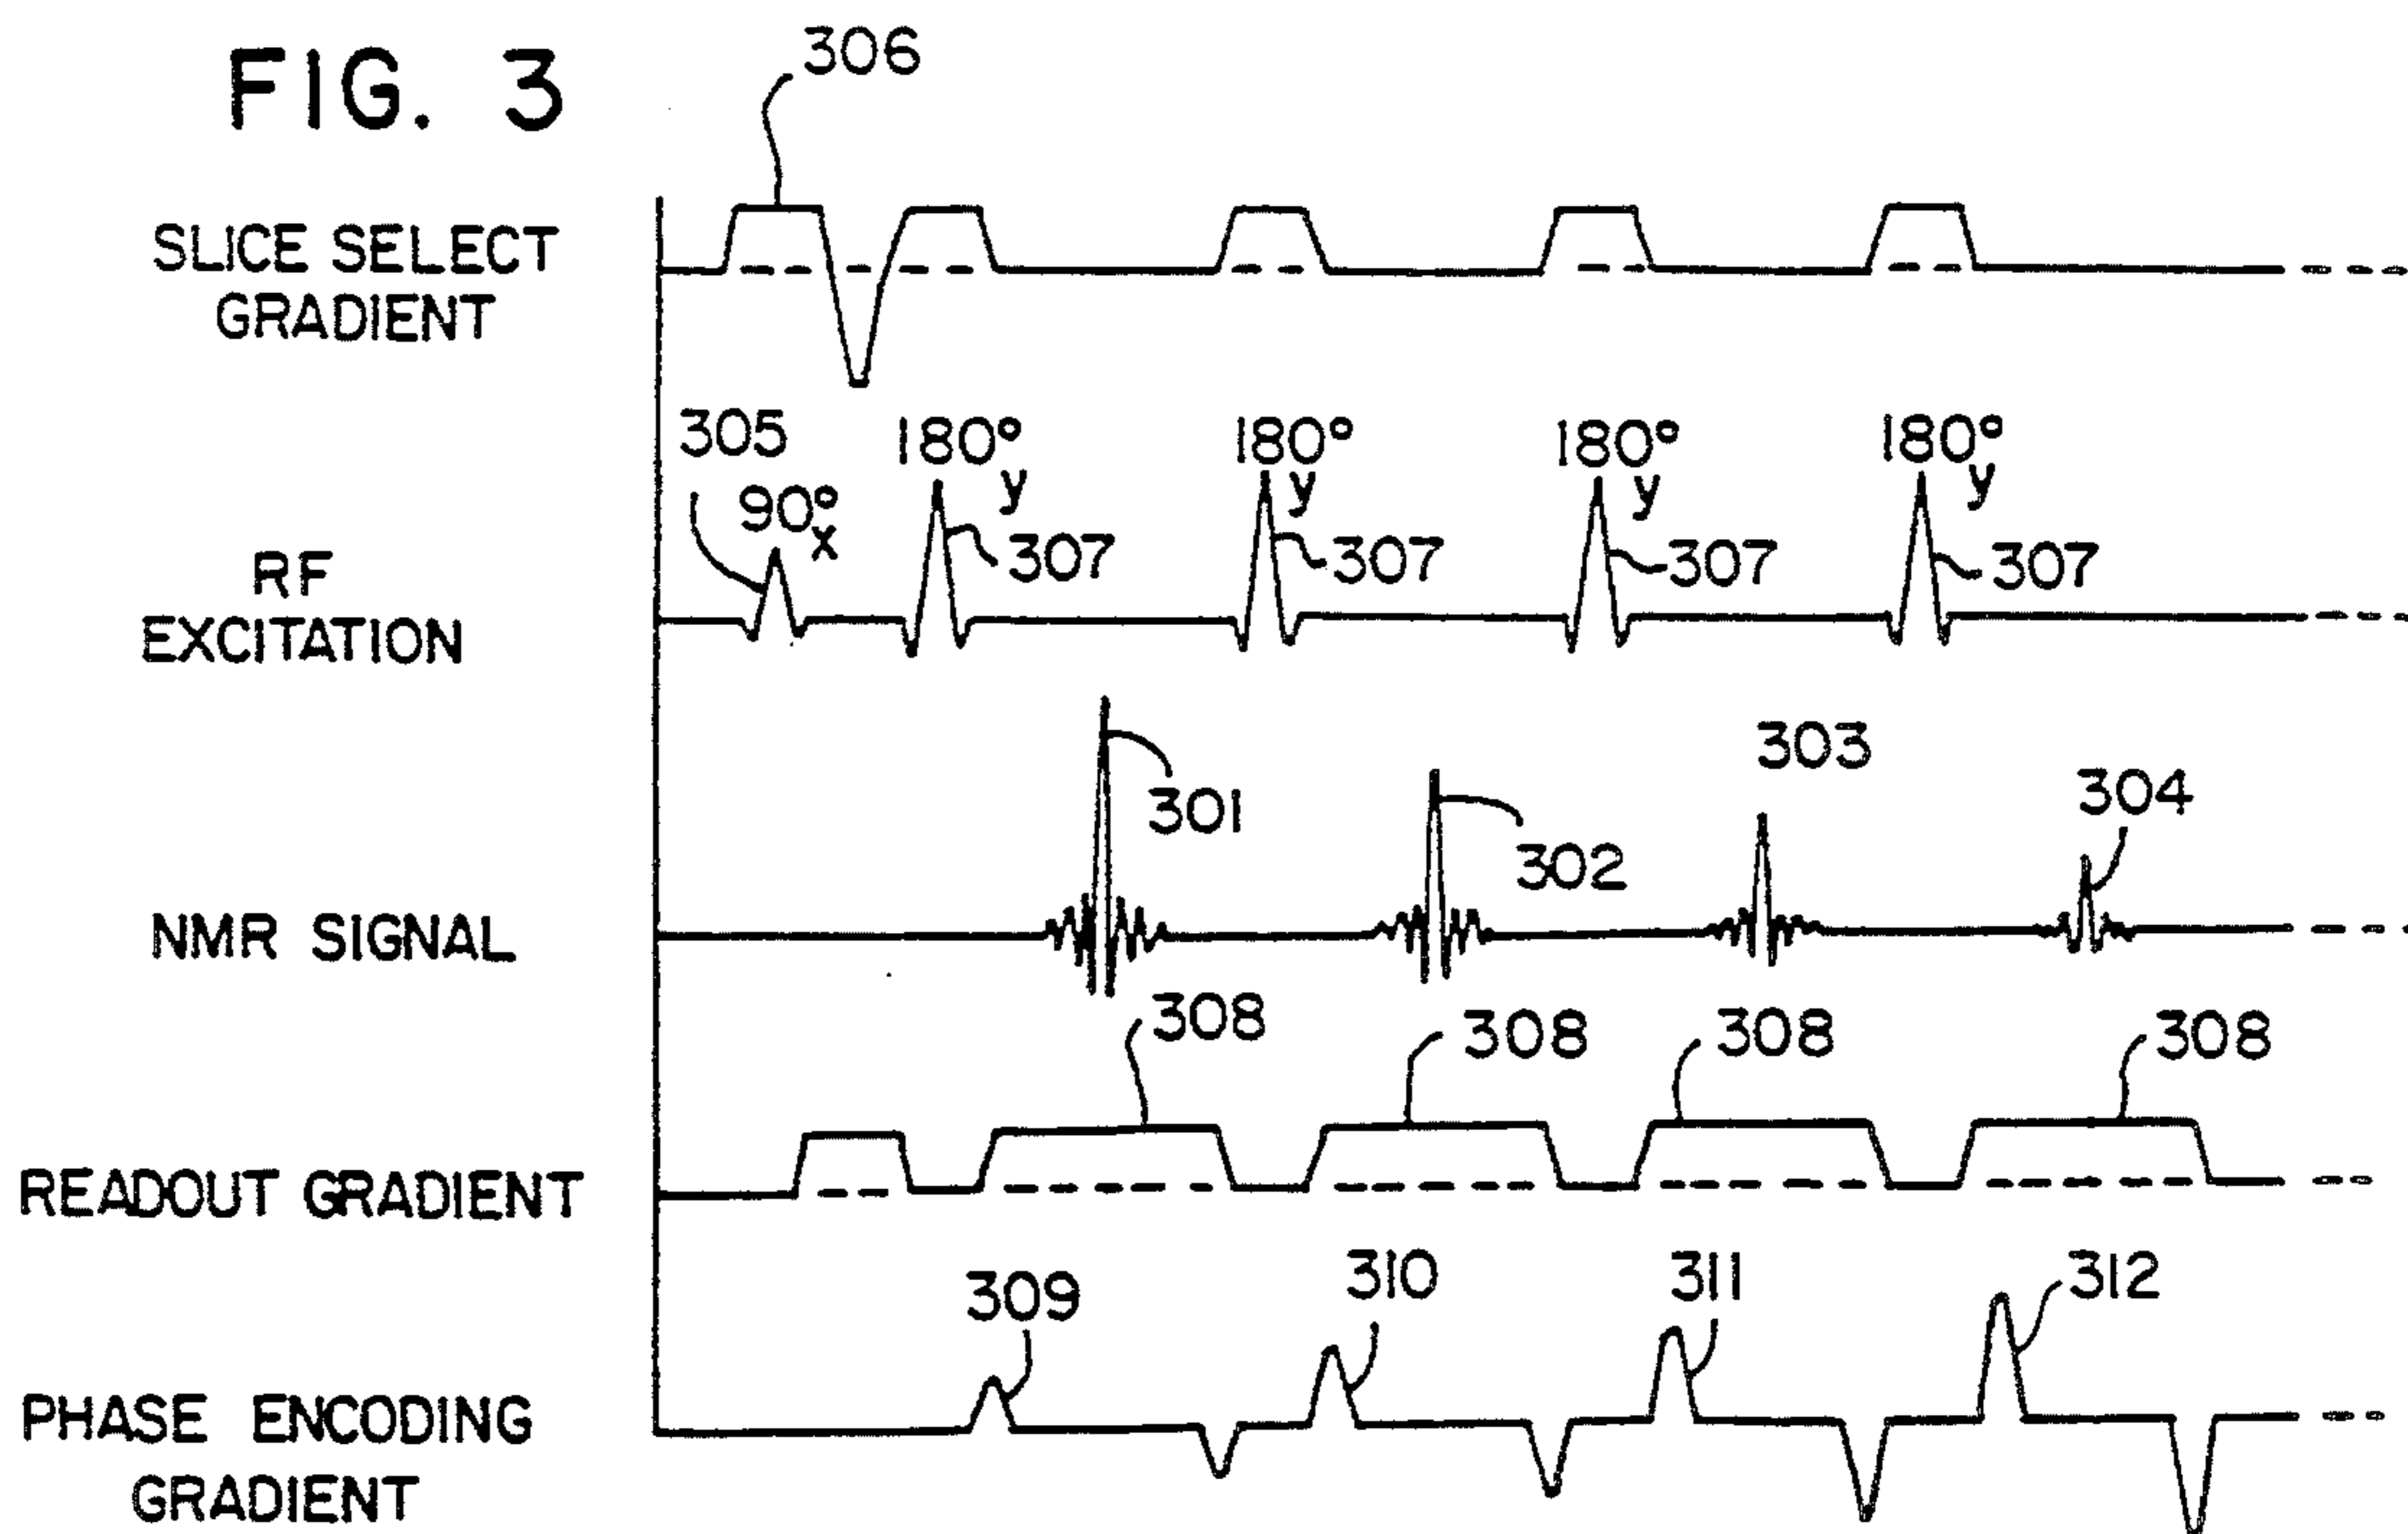 FIG. 3
306
SLICE SELECT
GRADIENT
305
90°x
180°y
180°y
180°y
180°y
307
307
307
307
RF
EXCITATION
301
302
303
304
NMR SIGNAL
308
308
308
308
READOUT GRADIENT
309
310
311
312
PHASE ENCODING
GRADIENT